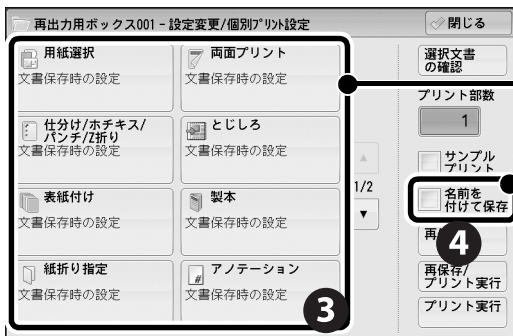 再出力用ボックス001 - 設定変更/個別プリント設定
閉じる
用紙選択
文書保存時の設定
両面プリント
文書保存時の設定
仕分け/ホチキス/
パンチ/Z折り
文書保存時の設定
とじしろ
文書保存時の設定
表紙付け
文書保存時の設定
製本
文書保存時の設定
紙折り指定
文書保存時の設定
アノテーション
文書保存時の設定
3
1/2
選択文書
の確認
プリント部数
1
サンプル
プリント
名前を
付けて保存
4
再保存/
プリント実行
プリント実行